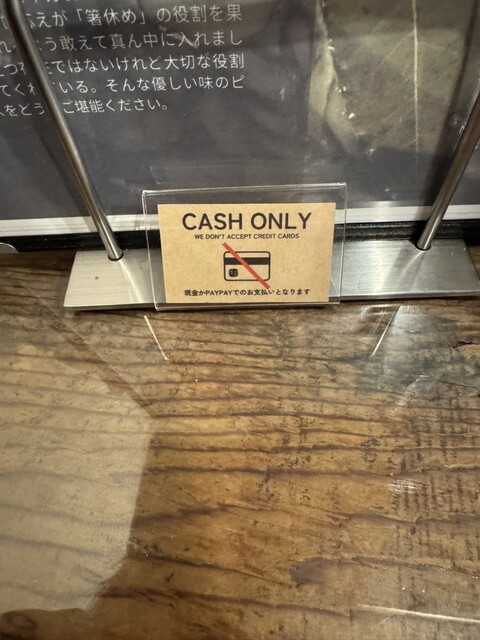 えが「箸休め」の役割を果
う敢えて真ん中に入れまし
ではないけれど大切な役割
てくれている。そんな優しい味のピ
をどうぞご堪能ください。
CASH ONLY
WE DON'T ACCEPT CREDIT CARDS
現金かPAYPAYでのお支払いとなります